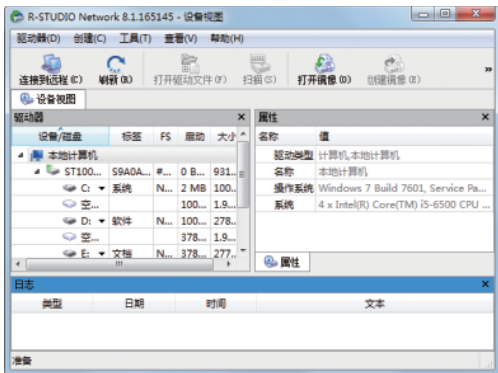 R-STUDIO Network 8.1.165145 - 设备视图
驱动器(D) 创建(C) 工具(T) 查看(V) 帮助(H)
连接到远程(C) 刷新(R) 打开驱动文件(F) 扫描(S) 打开镜像(O) 创建镜像(R) »
设备视图
驱动器 × 属性 ×
设备/磁盘 标签 FS 启动 大小 名称 值
本地计算机 驱动类型 计算机,本地计算机
ST100... S9A0A... #... 0 B... 931... 名称 本地计算机
C: 系统 N... 2 MB 100... 操作系统 Windows 7 Build 7601, Service Pa...
空... 100... 1.9... 系统 4 x Intel(R) Core(TM) i5-6500 CPU ...
D: 软件 N... 100... 278...
空... 378... 1.9...
E: 文档 N... 378... 277... 属性
日志 ×
类型 日期 时间 文本
准备